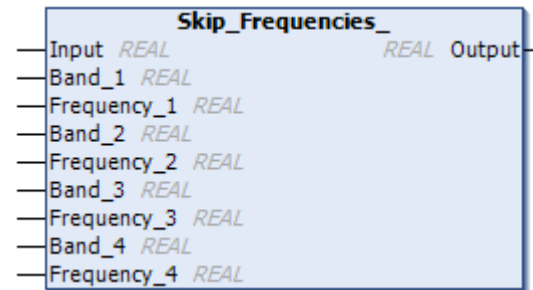 Skip_Frequencies_
Input REAL REAL Output
Band_1 REAL
Frequency_1 REAL
Band_2 REAL
Frequency_2 REAL
Band_3 REAL
Frequency_3 REAL
Band_4 REAL
Frequency_4 REAL